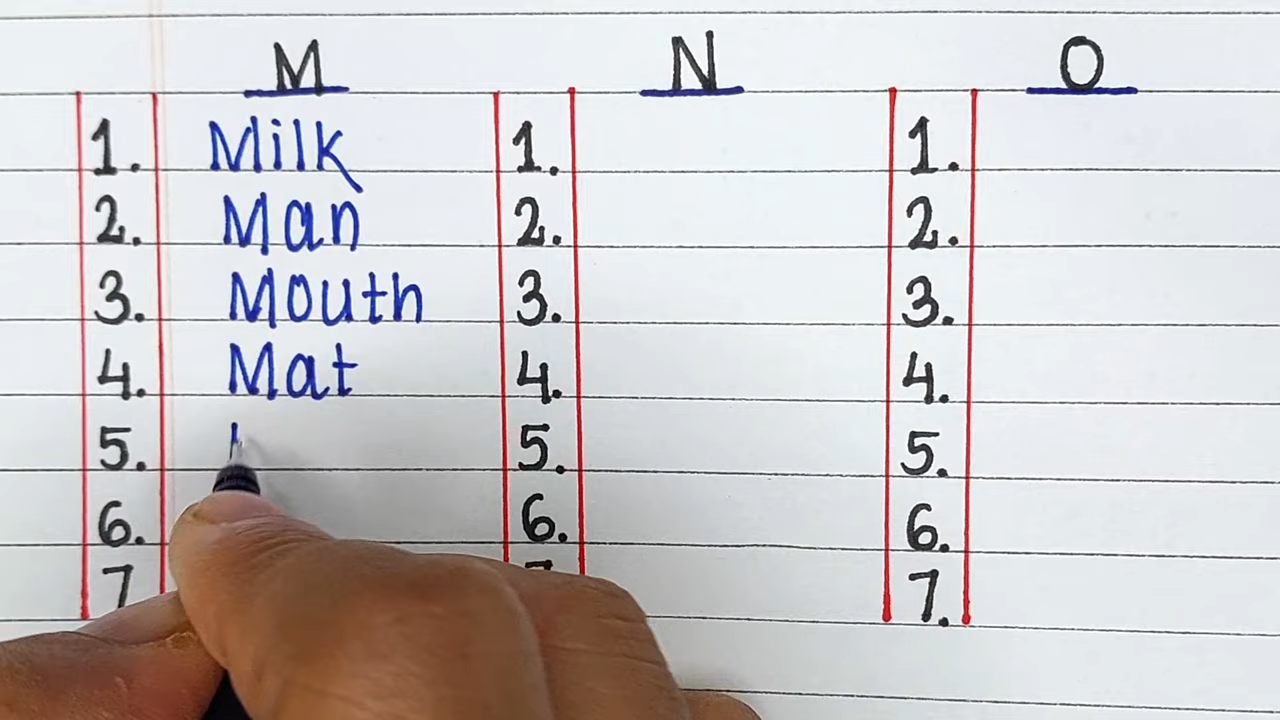 M N O
1. Milk 1. 1.
2. Man 2. 2.
3. Mouth 3. 3.
4. Mat 4. 4.
5. 5. 5.
6. 6. 6.
7 7.